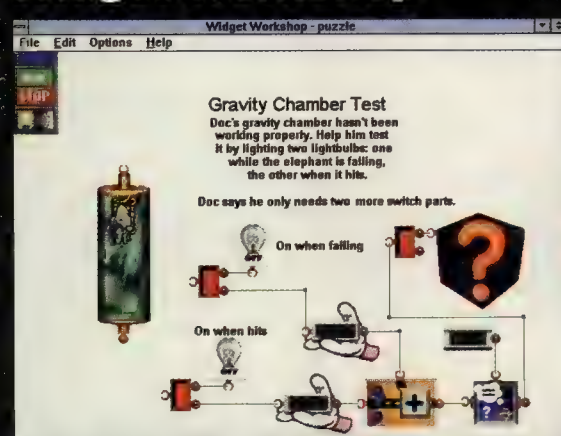 Widget Workshop - puzzle
File Edit Options Help
Gravity Chamber Test
Doc's gravity chamber hasn't been
working properly. Help him test
it by lighting two lightbulbs: one
while the elephant is falling,
the other when it hits.
Doc says he only needs two more switch parts.
On when falling
OFF
?
On when hits
OFF
+
=
?